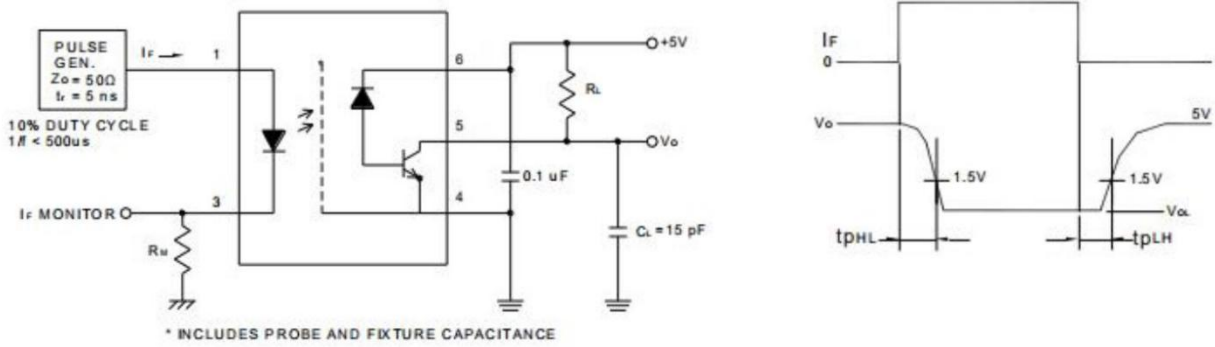 PULSE
GEN.
Zo = 50Ω
tr = 5 ns
10% DUTY CYCLE
1/f < 500us
IF
1
6
+5V
RL
5
Vo
0.1 uF
3
4
IF MONITOR
RM
CL = 15 pF
* INCLUDES PROBE AND FIXTURE CAPACITANCE
IF
0
Vo
5V
1.5V
1.5V
VOL
tpHL
tpLH